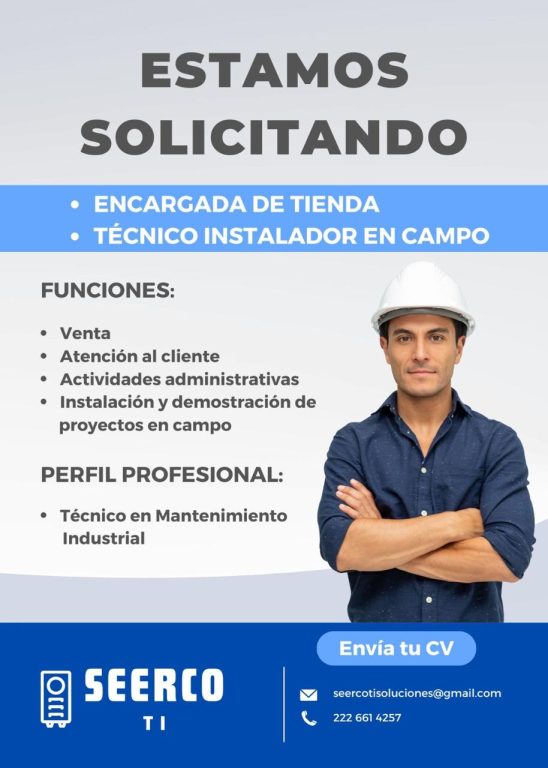 ESTAMOS
SOLICITANDO
• ENCARGADA DE TIENDA
• TÉCNICO INSTALADOR EN CAMPO
FUNCIONES:
• Venta
• Atención al cliente
• Actividades administrativas
• Instalación y demostración de
proyectos en campo
PERFIL PROFESIONAL:
• Técnico en Mantenimiento
Industrial
Envía tu CV
SEERCO
TI
seercotisoluciones@gmail.com
222 661 4257